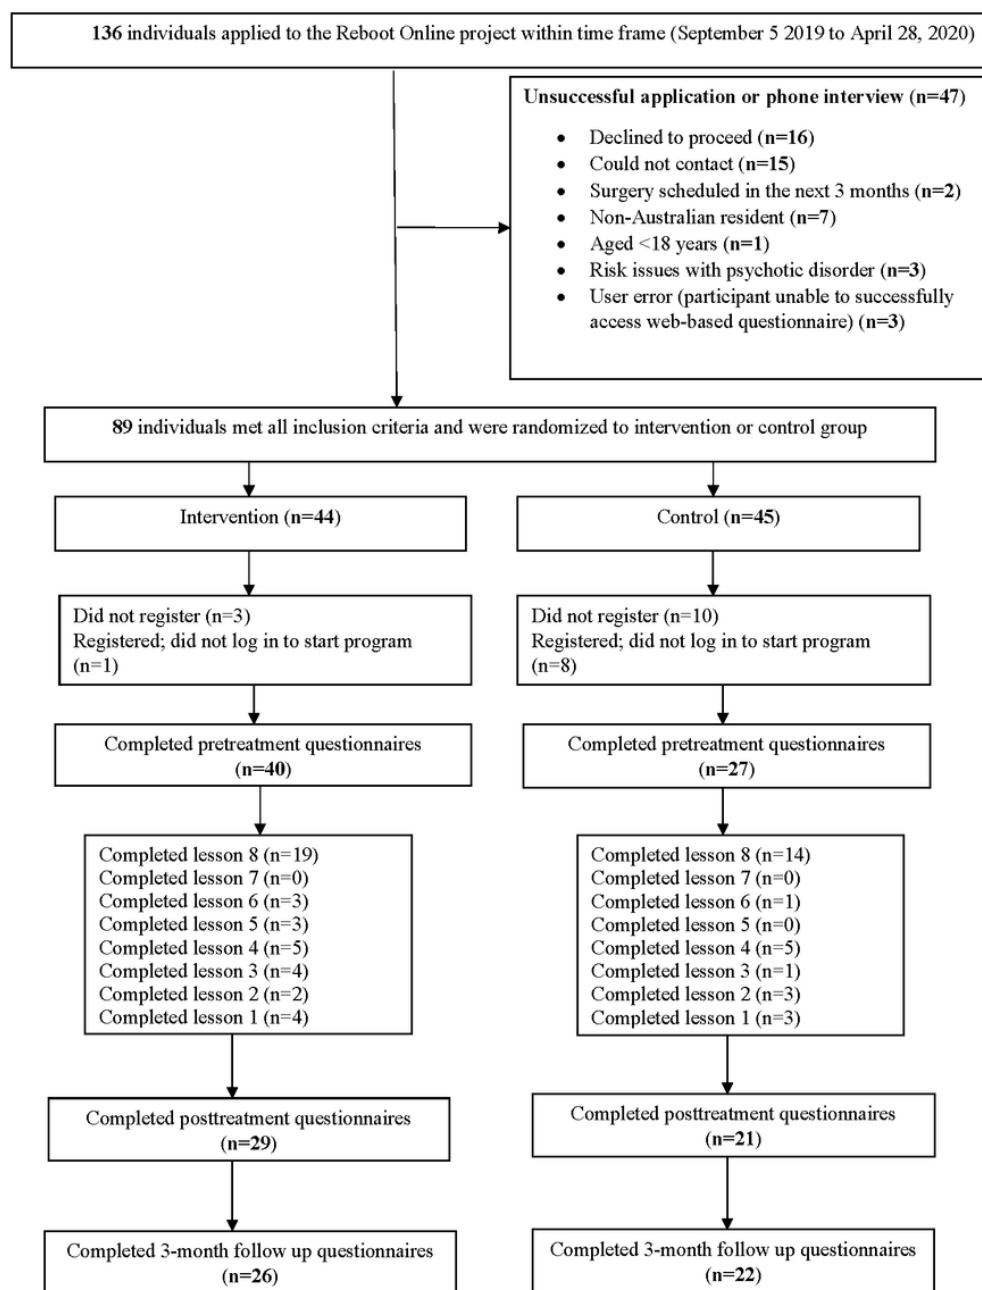 136 individuals applied to the Reboot Online project within time frame (September 5 2019 to April 28, 2020)
Unsuccessful application or phone interview (n=47)
• Declined to proceed (n=16)
• Could not contact (n=15)
• Surgery scheduled in the next 3 months (n=2)
• Non-Australian resident (n=7)
• Aged <18 years (n=1)
• Risk issues with psychotic disorder (n=3)
• User error (participant unable to successfully
access web-based questionnaire) (n=3)
89 individuals met all inclusion criteria and were randomized to intervention or control group
Intervention (n=44)
Control (n=45)
Did not register (n=3)
Registered; did not log in to start program
(n=1)
Did not register (n=10)
Registered; did not log in to start program
(n=8)
Completed pretreatment questionnaires
(n=40)
Completed pretreatment questionnaires
(n=27)
Completed lesson 8 (n=19)
Completed lesson 7 (n=0)
Completed lesson 6 (n=3)
Completed lesson 5 (n=3)
Completed lesson 4 (n=5)
Completed lesson 3 (n=4)
Completed lesson 2 (n=2)
Completed lesson 1 (n=4)
Completed lesson 8 (n=14)
Completed lesson 7 (n=0)
Completed lesson 6 (n=1)
Completed lesson 5 (n=0)
Completed lesson 4 (n=5)
Completed lesson 3 (n=1)
Completed lesson 2 (n=3)
Completed lesson 1 (n=3)
Completed posttreatment questionnaires
(n=29)
Completed posttreatment questionnaires
(n=21)
Completed 3-month follow up questionnaires
(n=26)
Completed 3-month follow up questionnaires
(n=22)